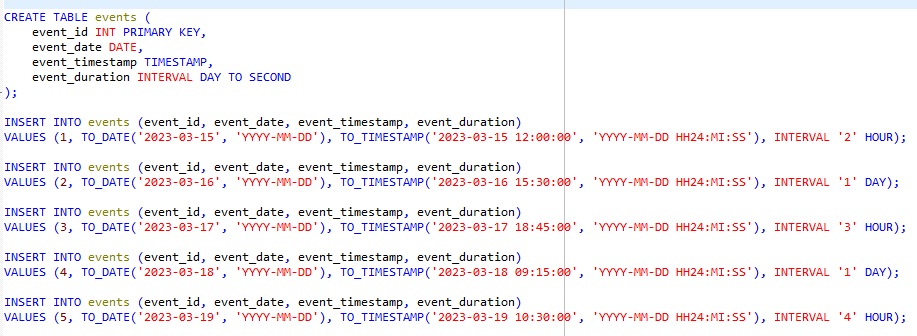 CREATE TABLE events (
    event_id INT PRIMARY KEY,
    event_date DATE,
    event_timestamp TIMESTAMP,
    event_duration INTERVAL DAY TO SECOND
);
INSERT INTO events (event_id, event_date, event_timestamp, event_duration)
VALUES (1, TO_DATE('2023-03-15', 'YYYY-MM-DD'), TO_TIMESTAMP('2023-03-15 12:00:00', 'YYYY-MM-DD HH24:MI:SS'), INTERVAL '2' HOUR);
INSERT INTO events (event_id, event_date, event_timestamp, event_duration)
VALUES (2, TO_DATE('2023-03-16', 'YYYY-MM-DD'), TO_TIMESTAMP('2023-03-16 15:30:00', 'YYYY-MM-DD HH24:MI:SS'), INTERVAL '1' DAY);
INSERT INTO events (event_id, event_date, event_timestamp, event_duration)
VALUES (3, TO_DATE('2023-03-17', 'YYYY-MM-DD'), TO_TIMESTAMP('2023-03-17 18:45:00', 'YYYY-MM-DD HH24:MI:SS'), INTERVAL '3' HOUR);
INSERT INTO events (event_id, event_date, event_timestamp, event_duration)
VALUES (4, TO_DATE('2023-03-18', 'YYYY-MM-DD'), TO_TIMESTAMP('2023-03-18 09:15:00', 'YYYY-MM-DD HH24:MI:SS'), INTERVAL '1' DAY);
INSERT INTO events (event_id, event_date, event_timestamp, event_duration)
VALUES (5, TO_DATE('2023-03-19', 'YYYY-MM-DD'), TO_TIMESTAMP('2023-03-19 10:30:00', 'YYYY-MM-DD HH24:MI:SS'), INTERVAL '4' HOUR);